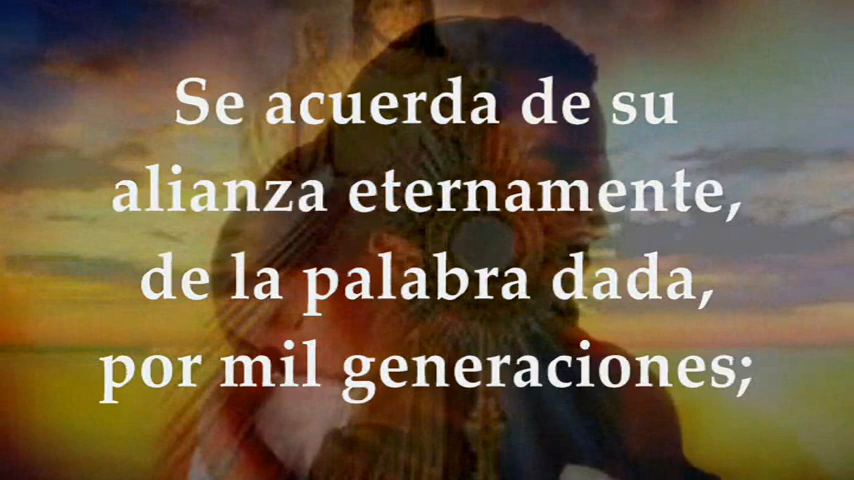 Se acuerda de su
alianza eternamente,
de la palabra dada,
por mil generaciones;